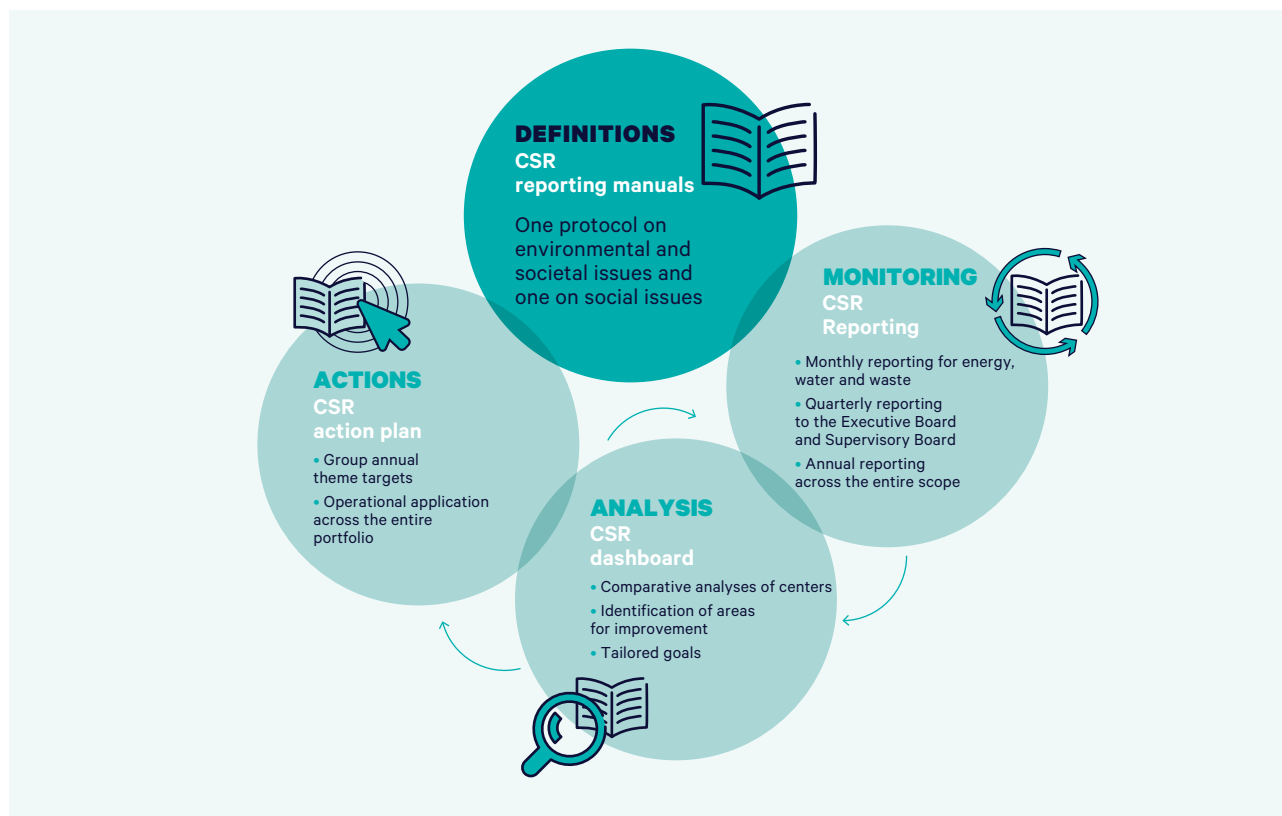 DEFINITIONS
CSR
reporting manuals
One protocol on
environmental and
societal issues and
one on social issues
MONITORING
CSR
Reporting
• Monthly reporting for energy,
water and waste
• Quarterly reporting
to the Executive Board
and Supervisory Board
• Annual reporting
across the entire scope
ANALYSIS
CSR
dashboard
• Comparative analyses of centers
• Identification of areas
for improvement
• Tailored goals
ACTIONS
CSR
action plan
• Group annual
theme targets
• Operational application
across the entire
portfolio